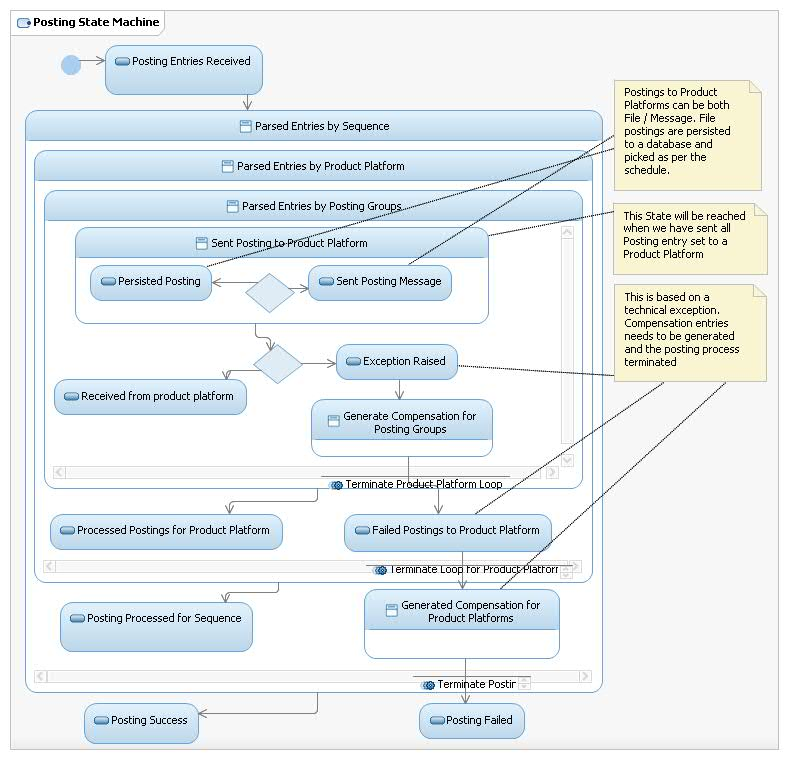 Posting State Machine
Posting Entries Received
Parsed Entries by Sequence
Parsed Entries by Product Platform
Parsed Entries by Posting Groups
Sent Posting to Product Platform
Persisted Posting
Sent Posting Message
Exception Raised
Received from product platform
Generate Compensation for
Posting Groups
Terminate Product Platform Loop
Processed Postings for Product Platform
Failed Postings to Product Platform
Terminate Loop for Product Platform
Posting Processed for Sequence
Generated Compensation for
Product Platforms
Terminate Postin
Posting Success
Posting Failed
Postings to Product
Platforms can be both
File / Message. File
postings are persisted
to a database and
picked as per the
schedule.
This State will be reached
when we have sent all
Posting entry set to a
Product Platform
This is based on a
technical exception.
Compensation entries
needs to be generated
and the posting process
terminated